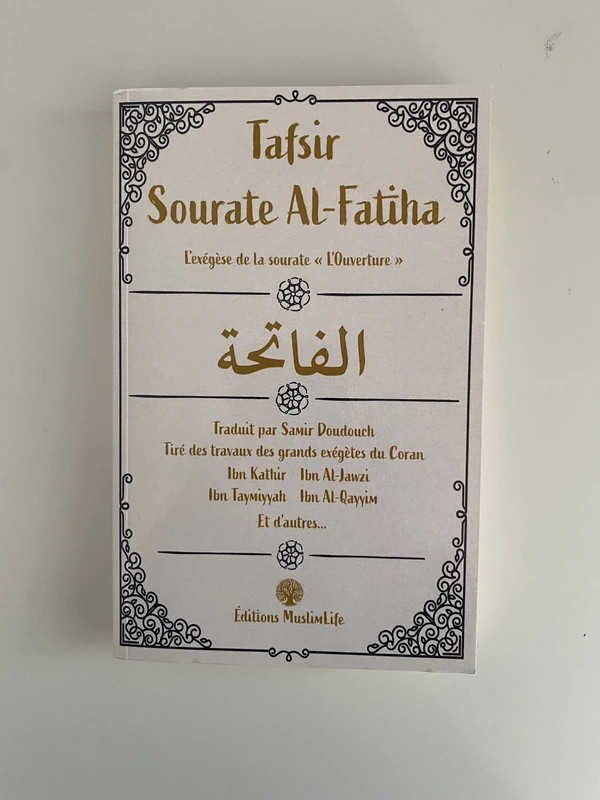 Tafsir
Sourate Al-Fatiha
L'exégèse de la sourate « L'Ouverture »
الفاتحة
Traduit par Samir Doudouch
Tiré des travaux des grands exégètes du Coran
Ibn Kathir Ibn Al-Jawzi
Ibn Taymiyyah Ibn Al-Qayyim
Et d'autres...
Éditions MuslimLife